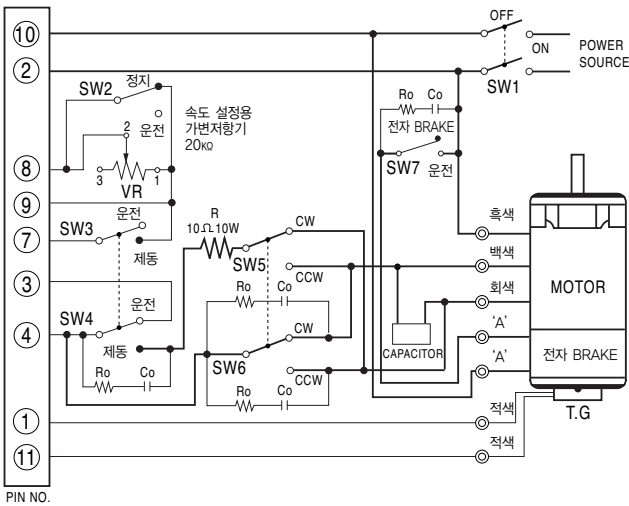 OFF
⑩
ON
POWER
SOURCE
②
SW1
SW2
정지
운전
속도 설정용
가변저항기
20KΩ
Ro
Co
전자 BRAKE
SW7
운전
2
⑧
3
1
VR
⑨
운전
SW3
⑦
제동
R
10Ω10W
CW
SW5
CCW
흑색
백색
회색
MOTOR
③
운전
SW4
④
제동
Ro
Co
Ro
Co
CW
SW6
CCW
Ro
Co
CAPACITOR
'A'
'A'
전자 BRAKE
①
적색
T.G
⑪
적색
PIN NO.